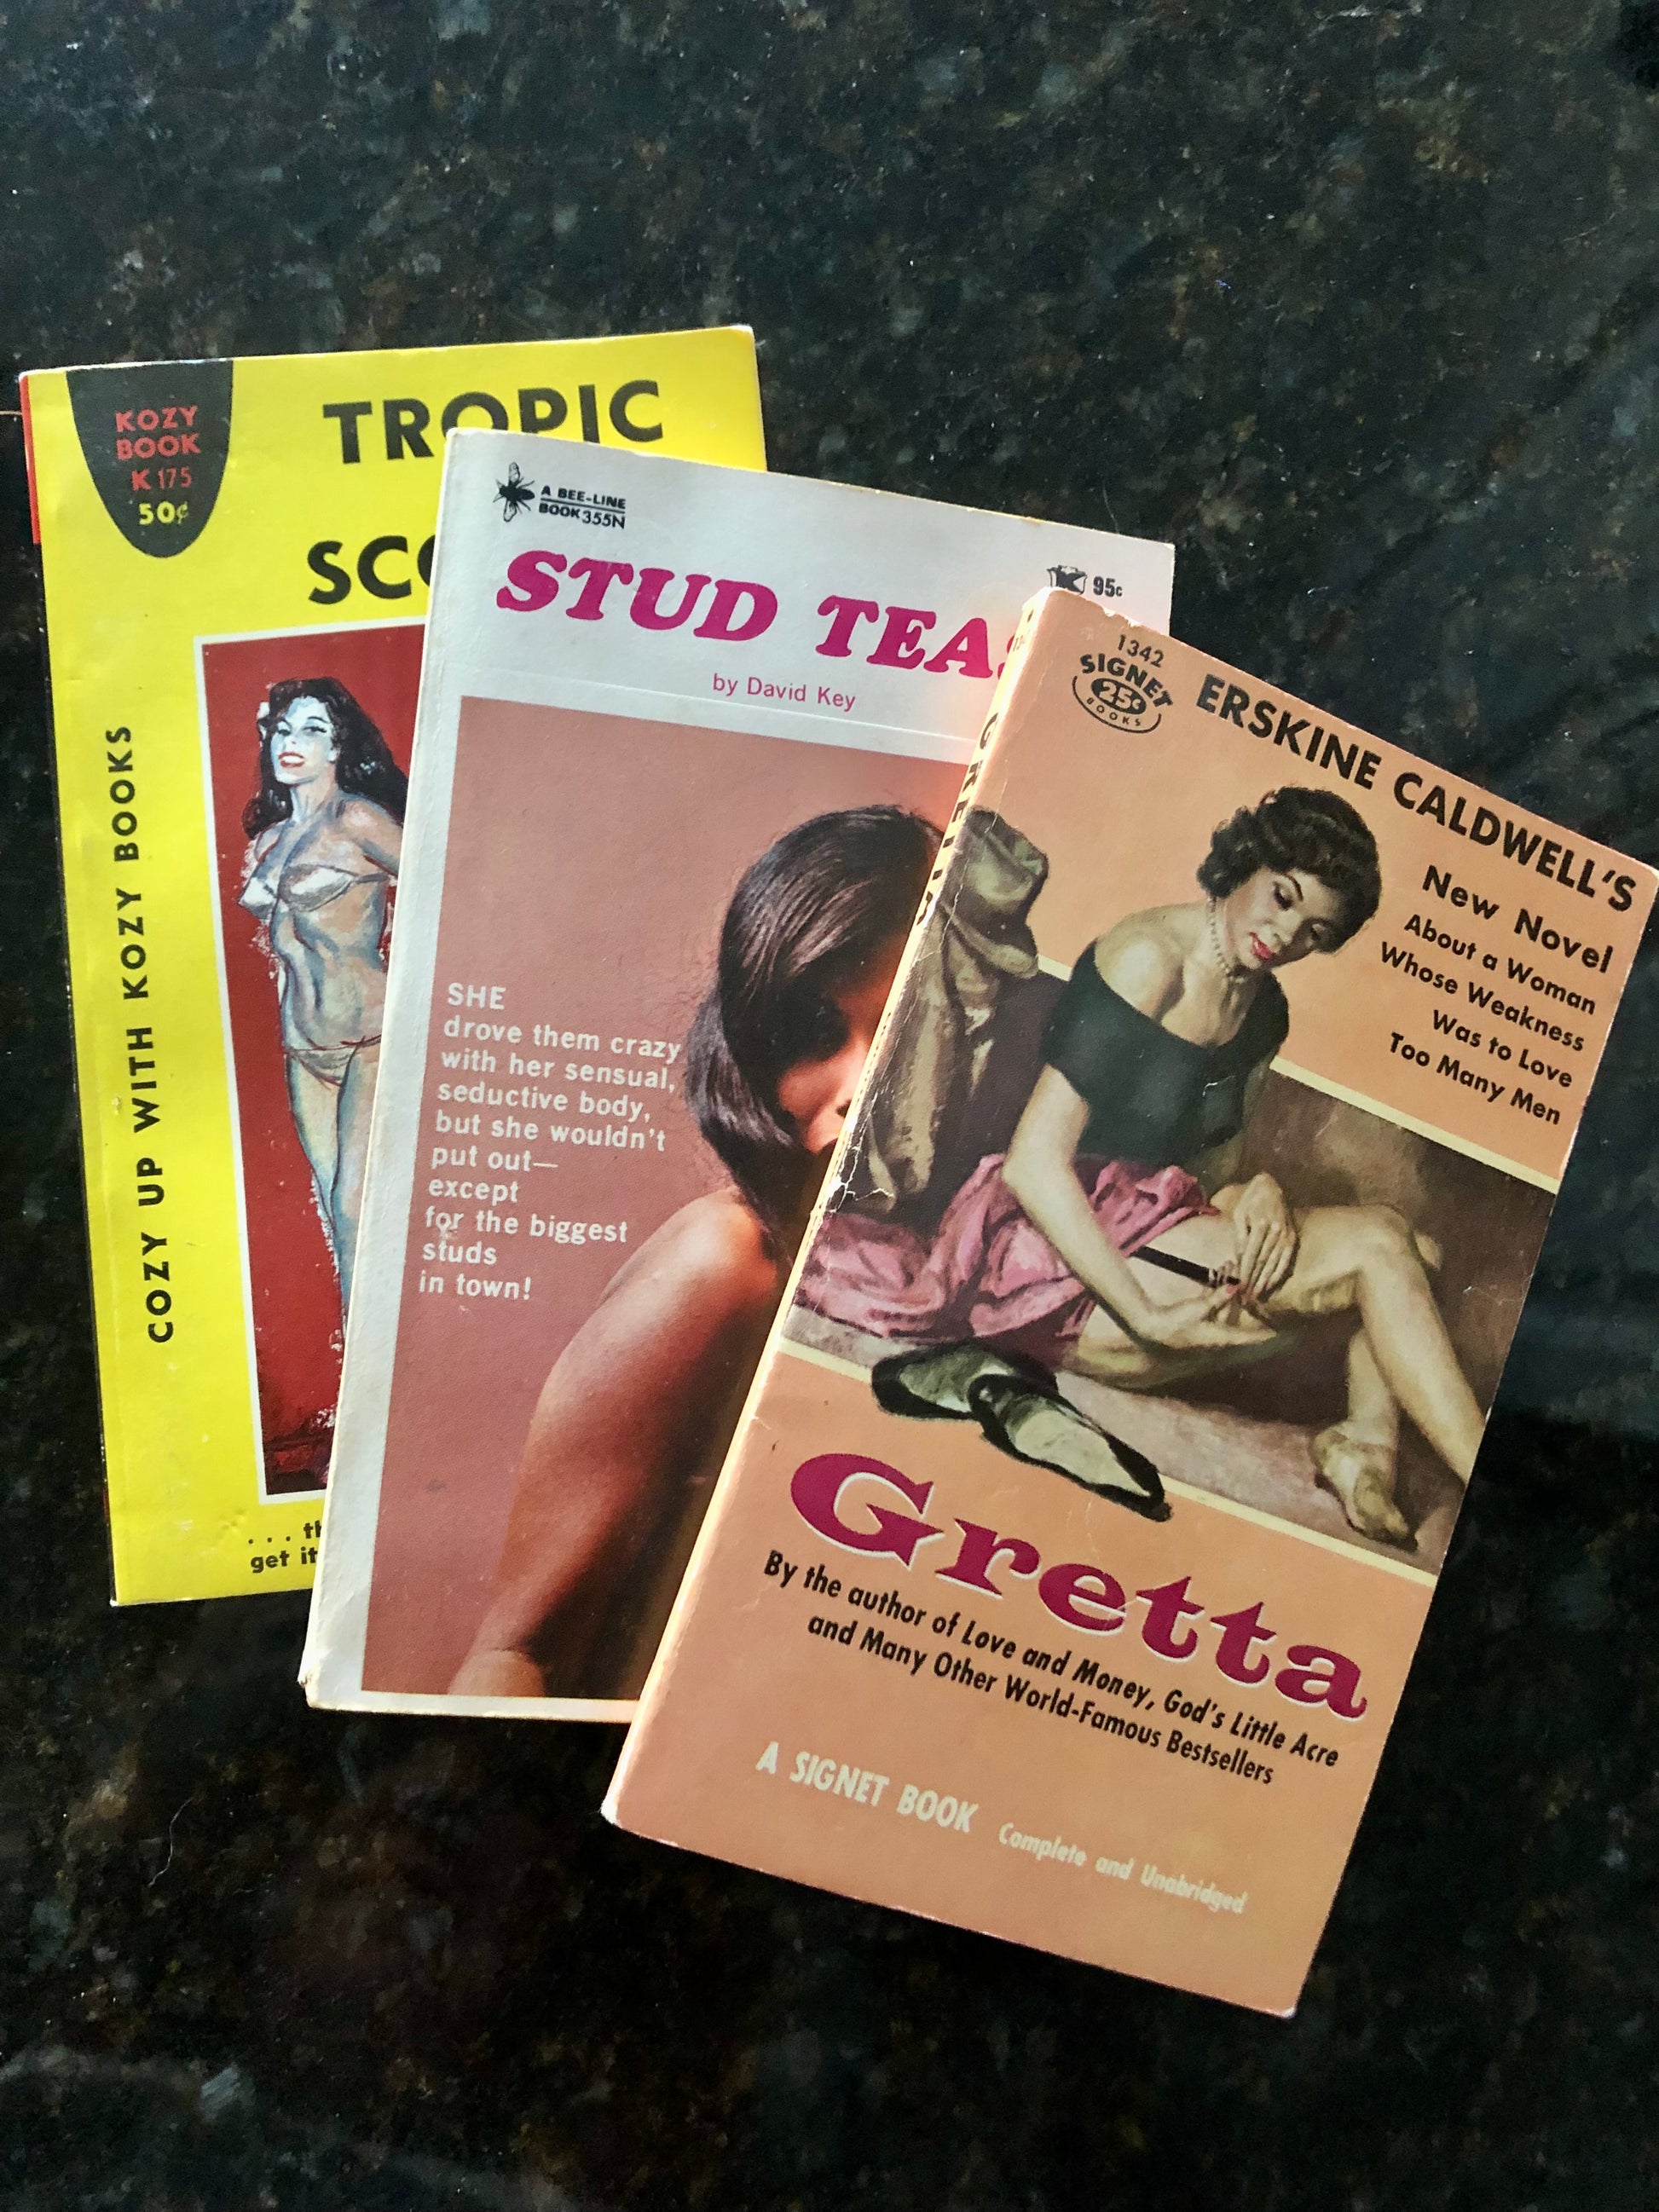 KOZY
BOOK
K 175
50¢
TROPIC
COZY UP WITH KOZY BOOKS
. . .
get it
A BEE-LINE
BOOK 355N
95c
STUD
by David Key
SHE
drove them crazy
with her sensual,
seductive body,
but she wouldn't
put out—
except
for the biggest
studs
in town!
GRETTA
1342
SIGNET
25¢
BOOKS
ERSKINE CALDWELL'S
New Novel
About a Woman
Whose Weakness
Was to Love
Too Many Men
Gretta
By the author of Love and Money, God's Little Acre
and Many Other World-Famous Bestsellers
A SIGNET BOOK Complete and Unabridged